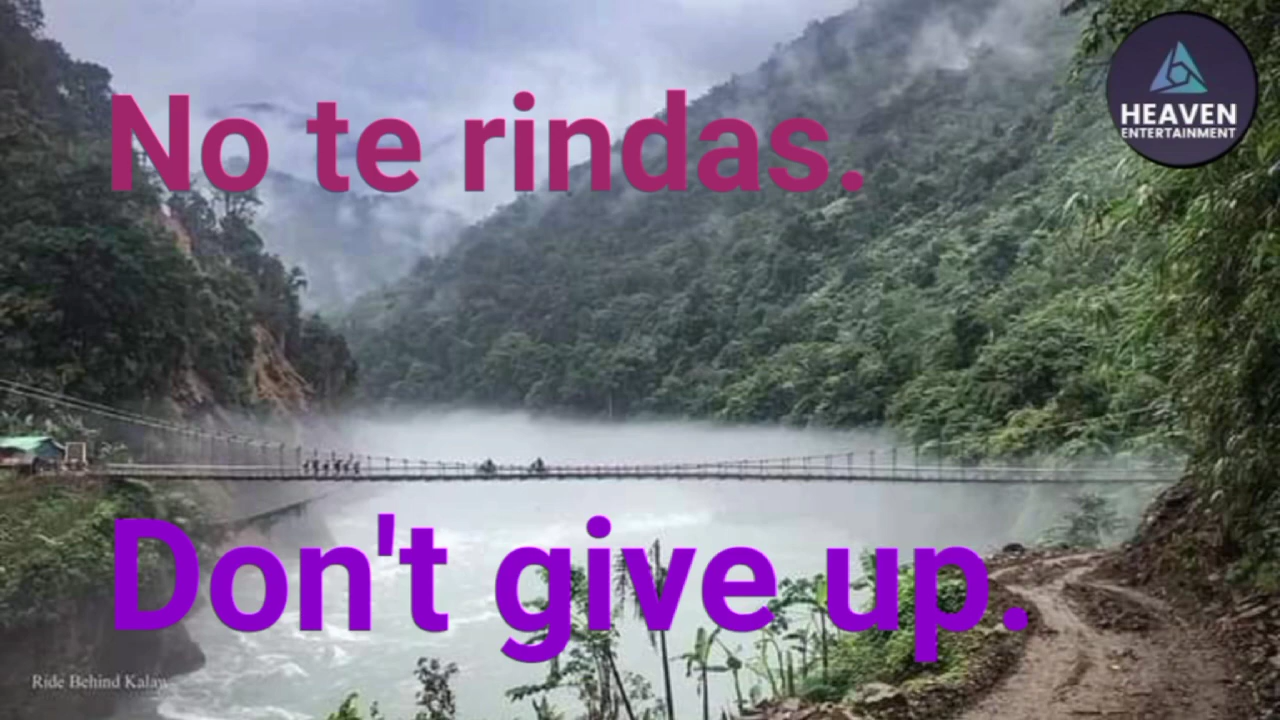 No te rindas.
HEAVEN
ENTERTAINMENT
Don't give up.
Ride Behind Kalaw